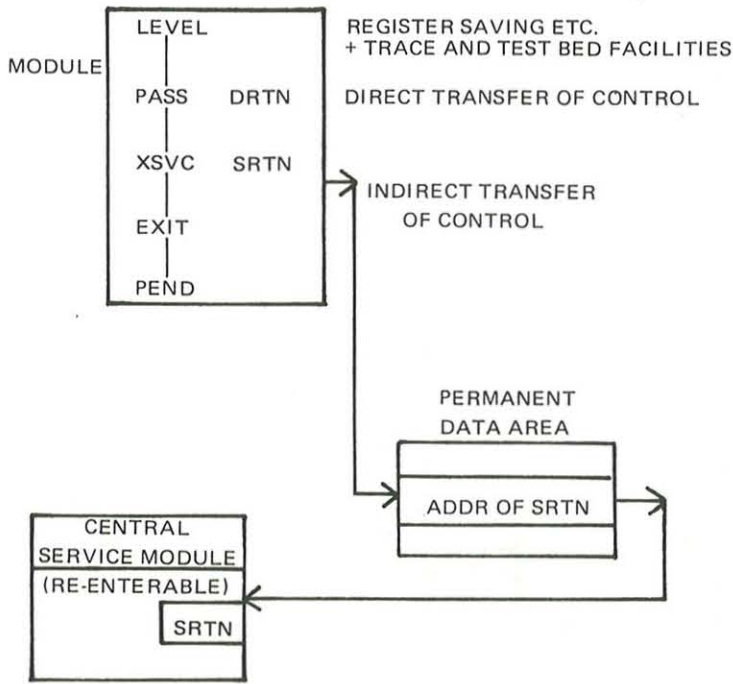 LEVEL
REGISTER SAVING ETC.
+ TRACE AND TEST BED FACILITIES
MODULE
PASS DRTN
DIRECT TRANSFER OF CONTROL
XSVC SRTN
INDIRECT TRANSFER
OF CONTROL
EXIT
PEND
PERMANENT
DATA AREA
ADDR OF SRTN
CENTRAL
SERVICE MODULE
(RE-ENTERABLE)
SRTN